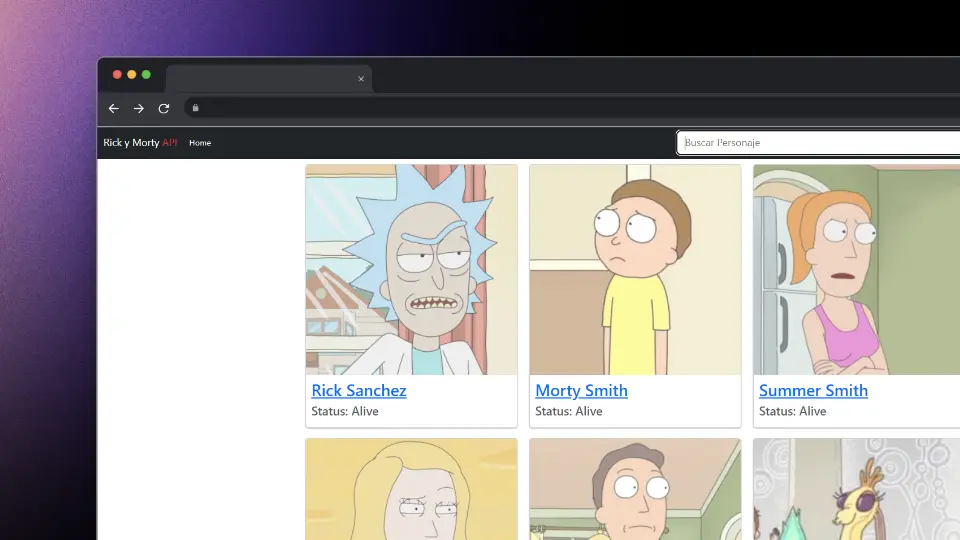 Rick y Morty API Home
Buscar Personaje
Rick Sanchez
Status: Alive
Morty Smith
Status: Alive
Summer Smith
Status: Alive